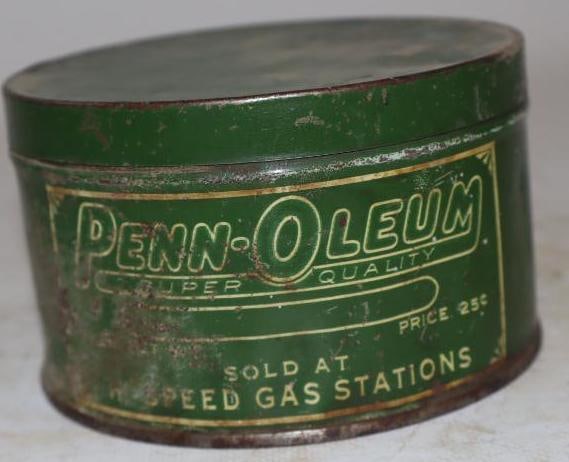 PENN-OLEUM
SUPER QUALITY
PRICE 25¢
SOLD AT
SPEED GAS STATIONS